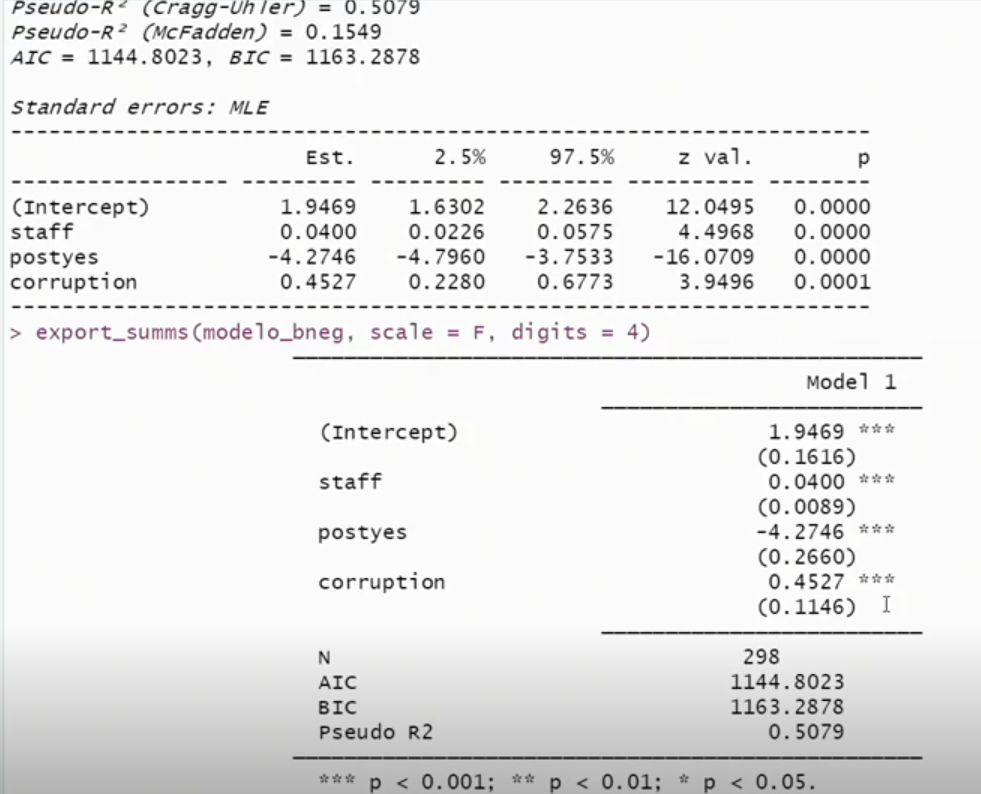 Pseudo-R² (Cragg-Uhler) = 0.5079
Pseudo-R² (McFadden) = 0.1549
AIC = 1144.8023, BIC = 1163.2878
Standard errors: MLE
Est. 2.5% 97.5% z val. p
(Intercept) 1.9469 1.6302 2.2636 12.0495 0.0000
staff 0.0400 0.0226 0.0575 4.4968 0.0000
postyes -4.2746 -4.7960 -3.7533 -16.0709 0.0000
corruption 0.4527 0.2280 0.6773 3.9496 0.0001
> export_summs(modelo_bneg, scale = F, digits = 4)
Model 1
(Intercept) 1.9469 ***
(0.1616)
staff 0.0400 ***
(0.0089)
postyes -4.2746 ***
(0.2660)
corruption 0.4527 ***
(0.1146)
N 298
AIC 1144.8023
BIC 1163.2878
Pseudo R2 0.5079
*** p < 0.001; ** p < 0.01; * p < 0.05.